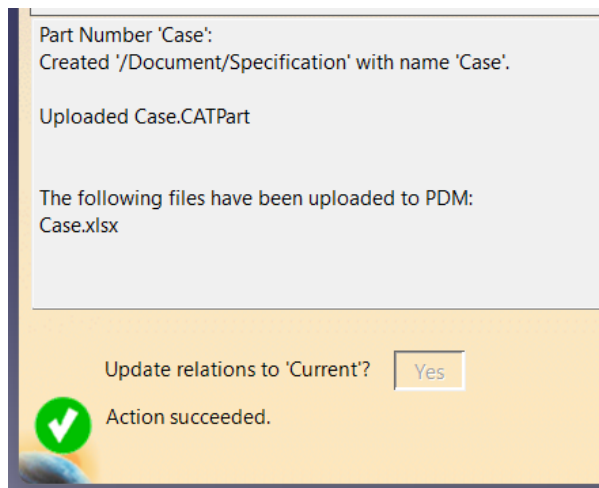 Part Number 'Case':
Created '/Document/Specification' with name 'Case'.
Uploaded Case.CATPart
The following files have been uploaded to PDM:
Case.xlsx
Update relations to 'Current'? Yes
Action succeeded.